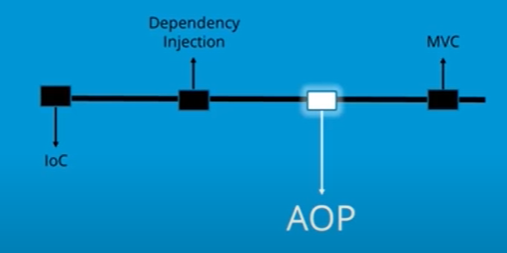 Dependency
Injection
MVC
IoC
AOP